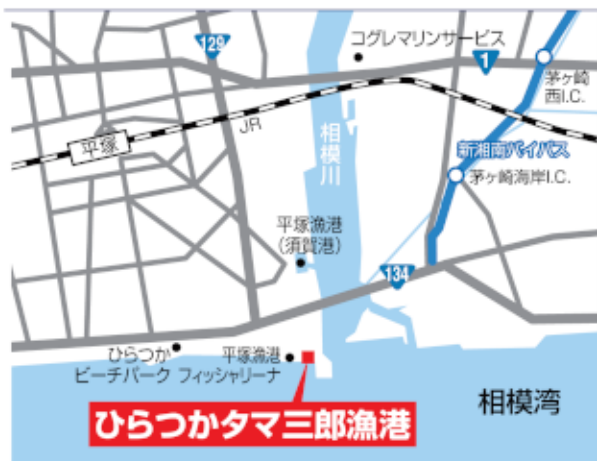 129
コグレマリンサービス
1
茅ヶ崎
西I.C.
JR
平塚
相模川
新湘南バイパス
茅ヶ崎海岸I.C.
平塚漁港
(須賀港)
134
ひらつか
ビーチパーク
平塚漁港
フィッシャリーナ
ひらつかタマ三郎漁港
相模湾